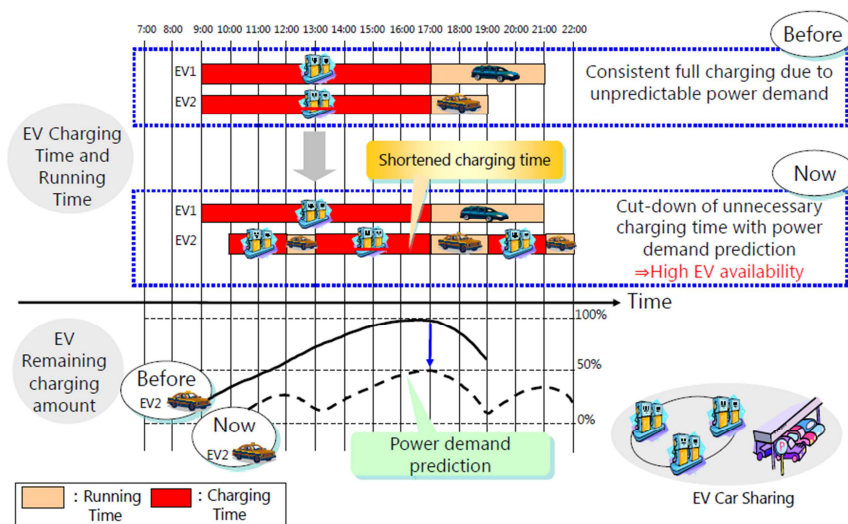 Before
7:00 8:00 9:00 10:00 11:00 12:00 13:00 14:00 15:00 16:00 17:00 18:00 19:00 20:00 21:00 22:00
EV1
EV2
Consistent full charging due to
unpredictable power demand
EV Charging
Time and
Running
Time
Shortened charging time
Now
EV1
EV2
Cut-down of unnecessary
charging time with power
demand prediction
⇒High EV availability
Time
100%
50%
0%
EV
Remaining
charging
amount
Before
EV2
Now
EV2
Power demand
prediction
P
EV Car Sharing
: Running
Time
: Charging
Time